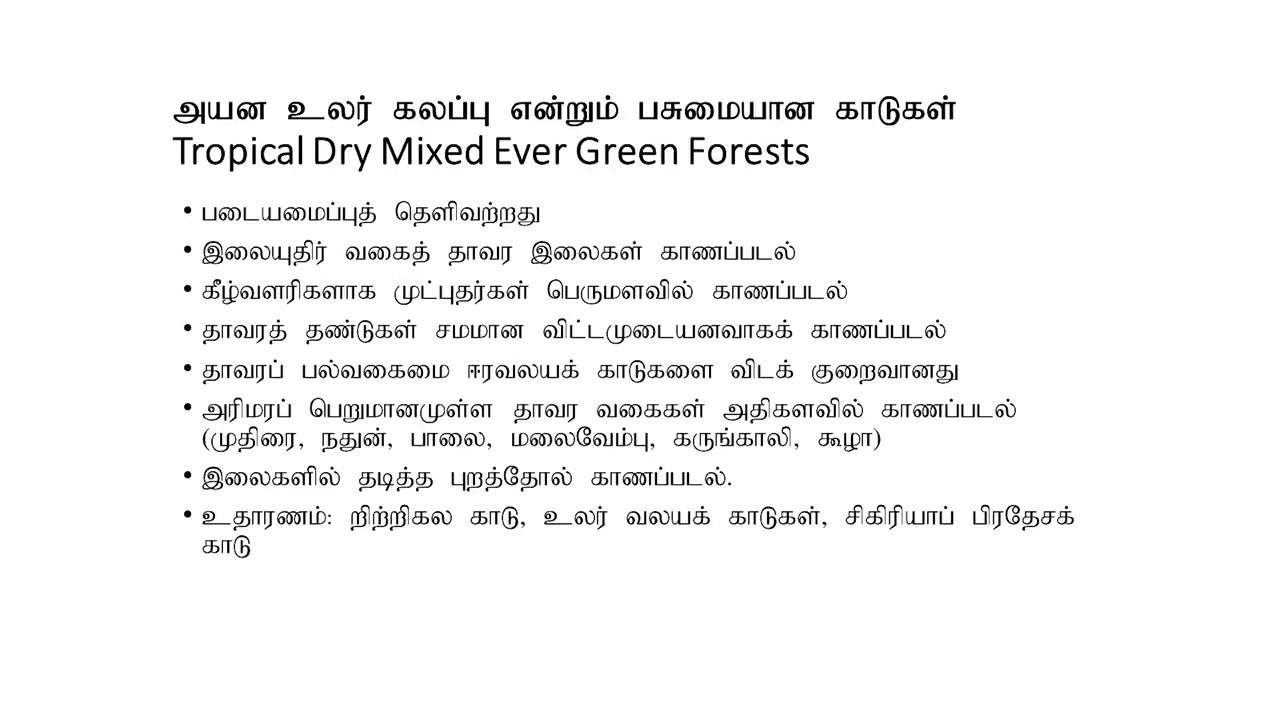 அயன உலர் கலப்பு என்றும் பசுமையான காடுகள்
Tropical Dry Mixed Ever Green Forests
• படையமைப்புத் தெளிவற்றது
• இலையுதிர் வகைத் தாவர இலைகள் காணப்படல்
• கீழ்வளரிகளாக முட்புதர்கள் பெருமளவில் காணப்படல்
• தாவரத் தண்டுகள் சமமான விட்டமுடையனவாகக் காணப்படல்
• தாவரப் பல்வகைமை ஈரவலயக் காடுகளை விடக் குறைவானது
• அரிமரப் பெறுமானமுள்ள தாவர வகைகள் அதிகளவில் காணப்படல்
(முதிரை, நதுன், பாலை, மலைவேம்பு, கருங்காலி, கூழா)
• இலைகளில் தடித்த புறத்தோல் காணப்படல்.
• உதாரணம்: றிற்றிகல காடு, உலர் வலயக் காடுகள், சிகிரியாப் பிரதேசக்
காடு